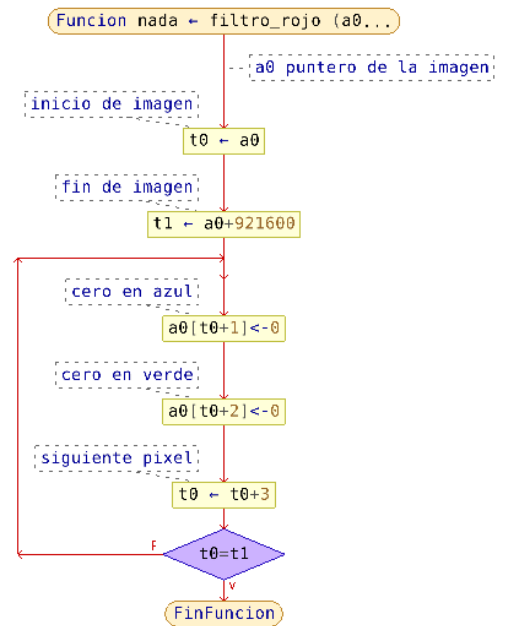 Funcion nada ← filtro_rojo (a0...
a0 puntero de la imagen
inicio de imagen
t0 ← a0
fin de imagen
t1 ← a0+921600
cero en azul
a0[t0+1]<-0
cero en verde
a0[t0+2]<-0
siguiente pixel
t0 ← t0+3
t0=t1
F
v
FinFuncion